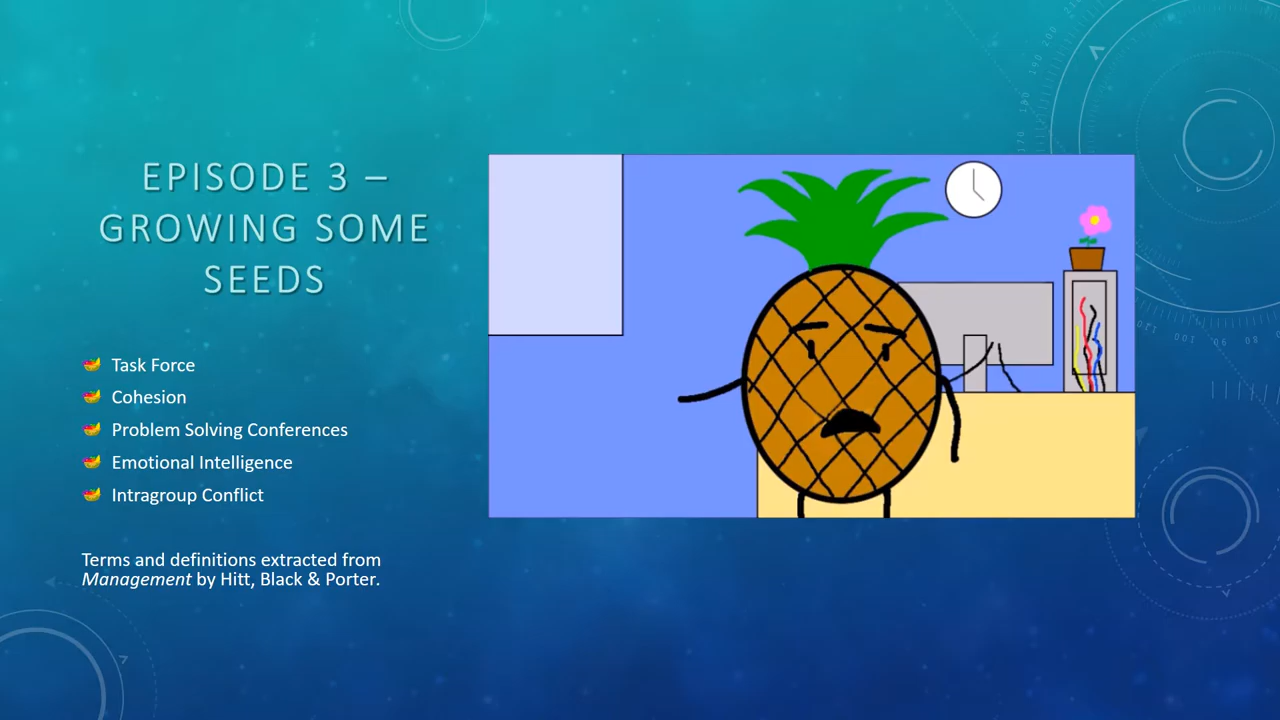 EPISODE 3 –
GROWING SOME
SEEDS
Task Force
Cohesion
Problem Solving Conferences
Emotional Intelligence
Intragroup Conflict
Terms and definitions extracted from
Management by Hitt, Black & Porter.